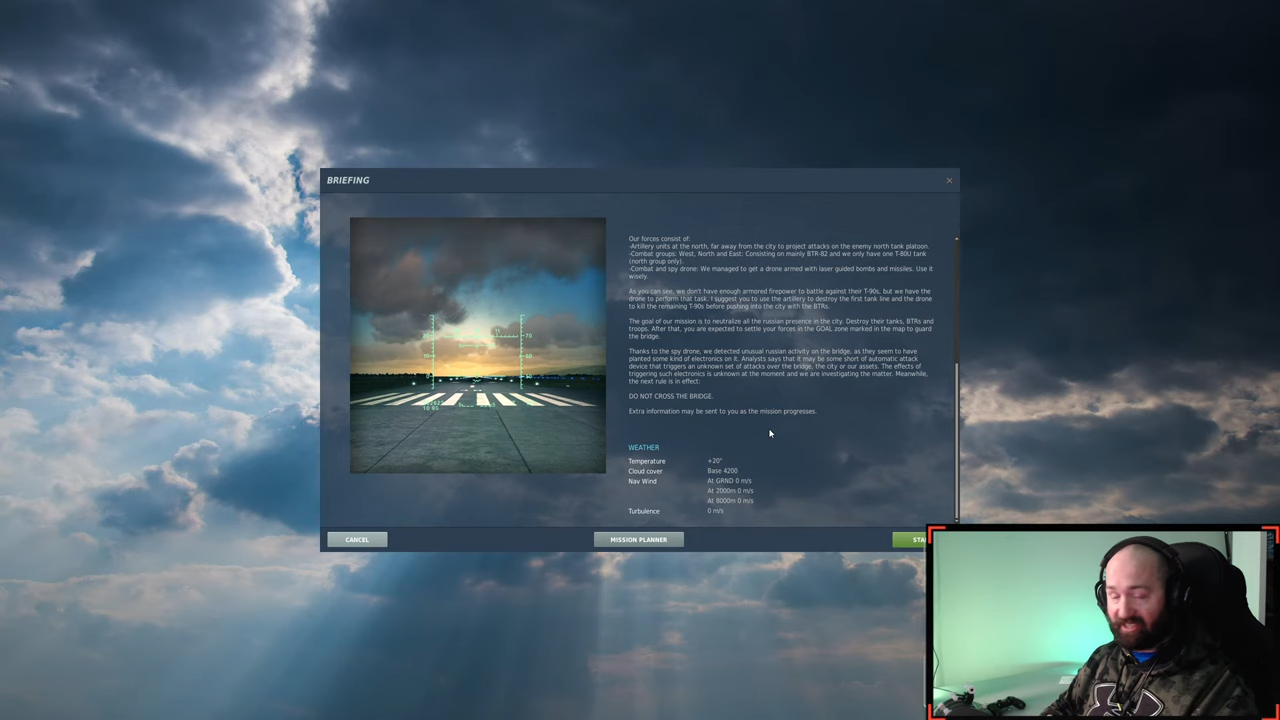 BRIEFING
Our forces consist of:
-Artillery units at the north, far away from the city to project attacks on the enemy north tank platoon.
-Combat groups: West, North and East: Consisting on mainly BTR-82 and we only have one T-80U tank
(north group only).
-Combat and spy drone: We managed to get a drone armed with laser guided bombs and missiles. Use it
wisely.
As you can see, we don't have enough armored firepower to battle against their T-90s, but we have the
drone to perform that task. I suggest you to use the artillery to destroy the first tank line and the drone
to kill the remaining T-90s before pushing into the city with the BTRs.
The goal of our mission is to neutralize all the russian presence in the city. Destroy their tanks, BTRs and
troops. After that, you are expected to settle your forces in the GOAL zone marked in the map to guard
the bridge.
Thanks to the spy drone, we detected unusual russian activity on the bridge, as they seem to have
planted some kind of electronics on it. Analysts says that it may be some short of automatic attack
device that triggers an unknown set of attacks over the bridge, the city or our assets. The effects of
triggering such electronics is unknown at the moment and we are investigating the matter. Meanwhile,
the next rule is in effect:
DO NOT CROSS THE BRIDGE.
Extra information may be sent to you as the mission progresses.
WEATHER
Temperature +20°
Cloud cover Base 4200
Nav Wind At GRND 0 m/s
At 2000m 0 m/s
At 8000m 0 m/s
Turbulence 0 m/s
CANCEL
MISSION PLANNER
STA